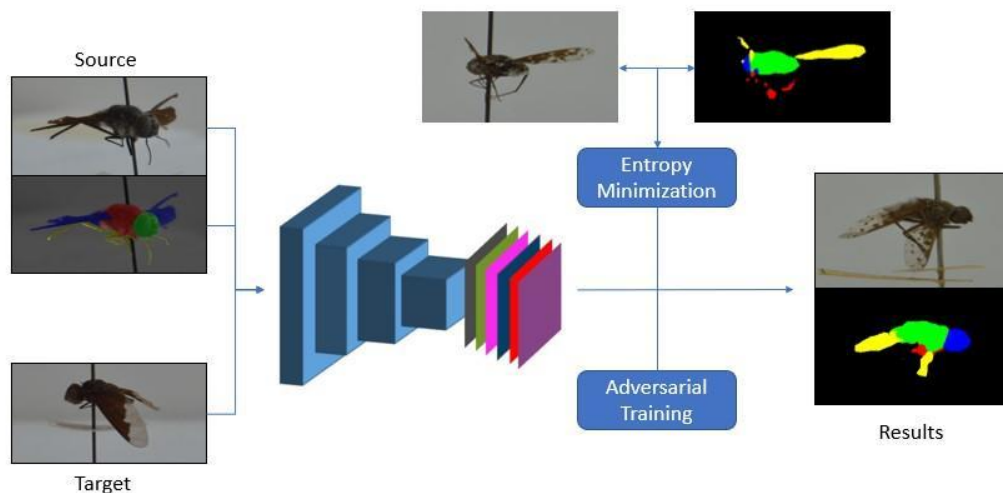 Source
Entropy
Minimization
Adversarial
Training
Results
Target